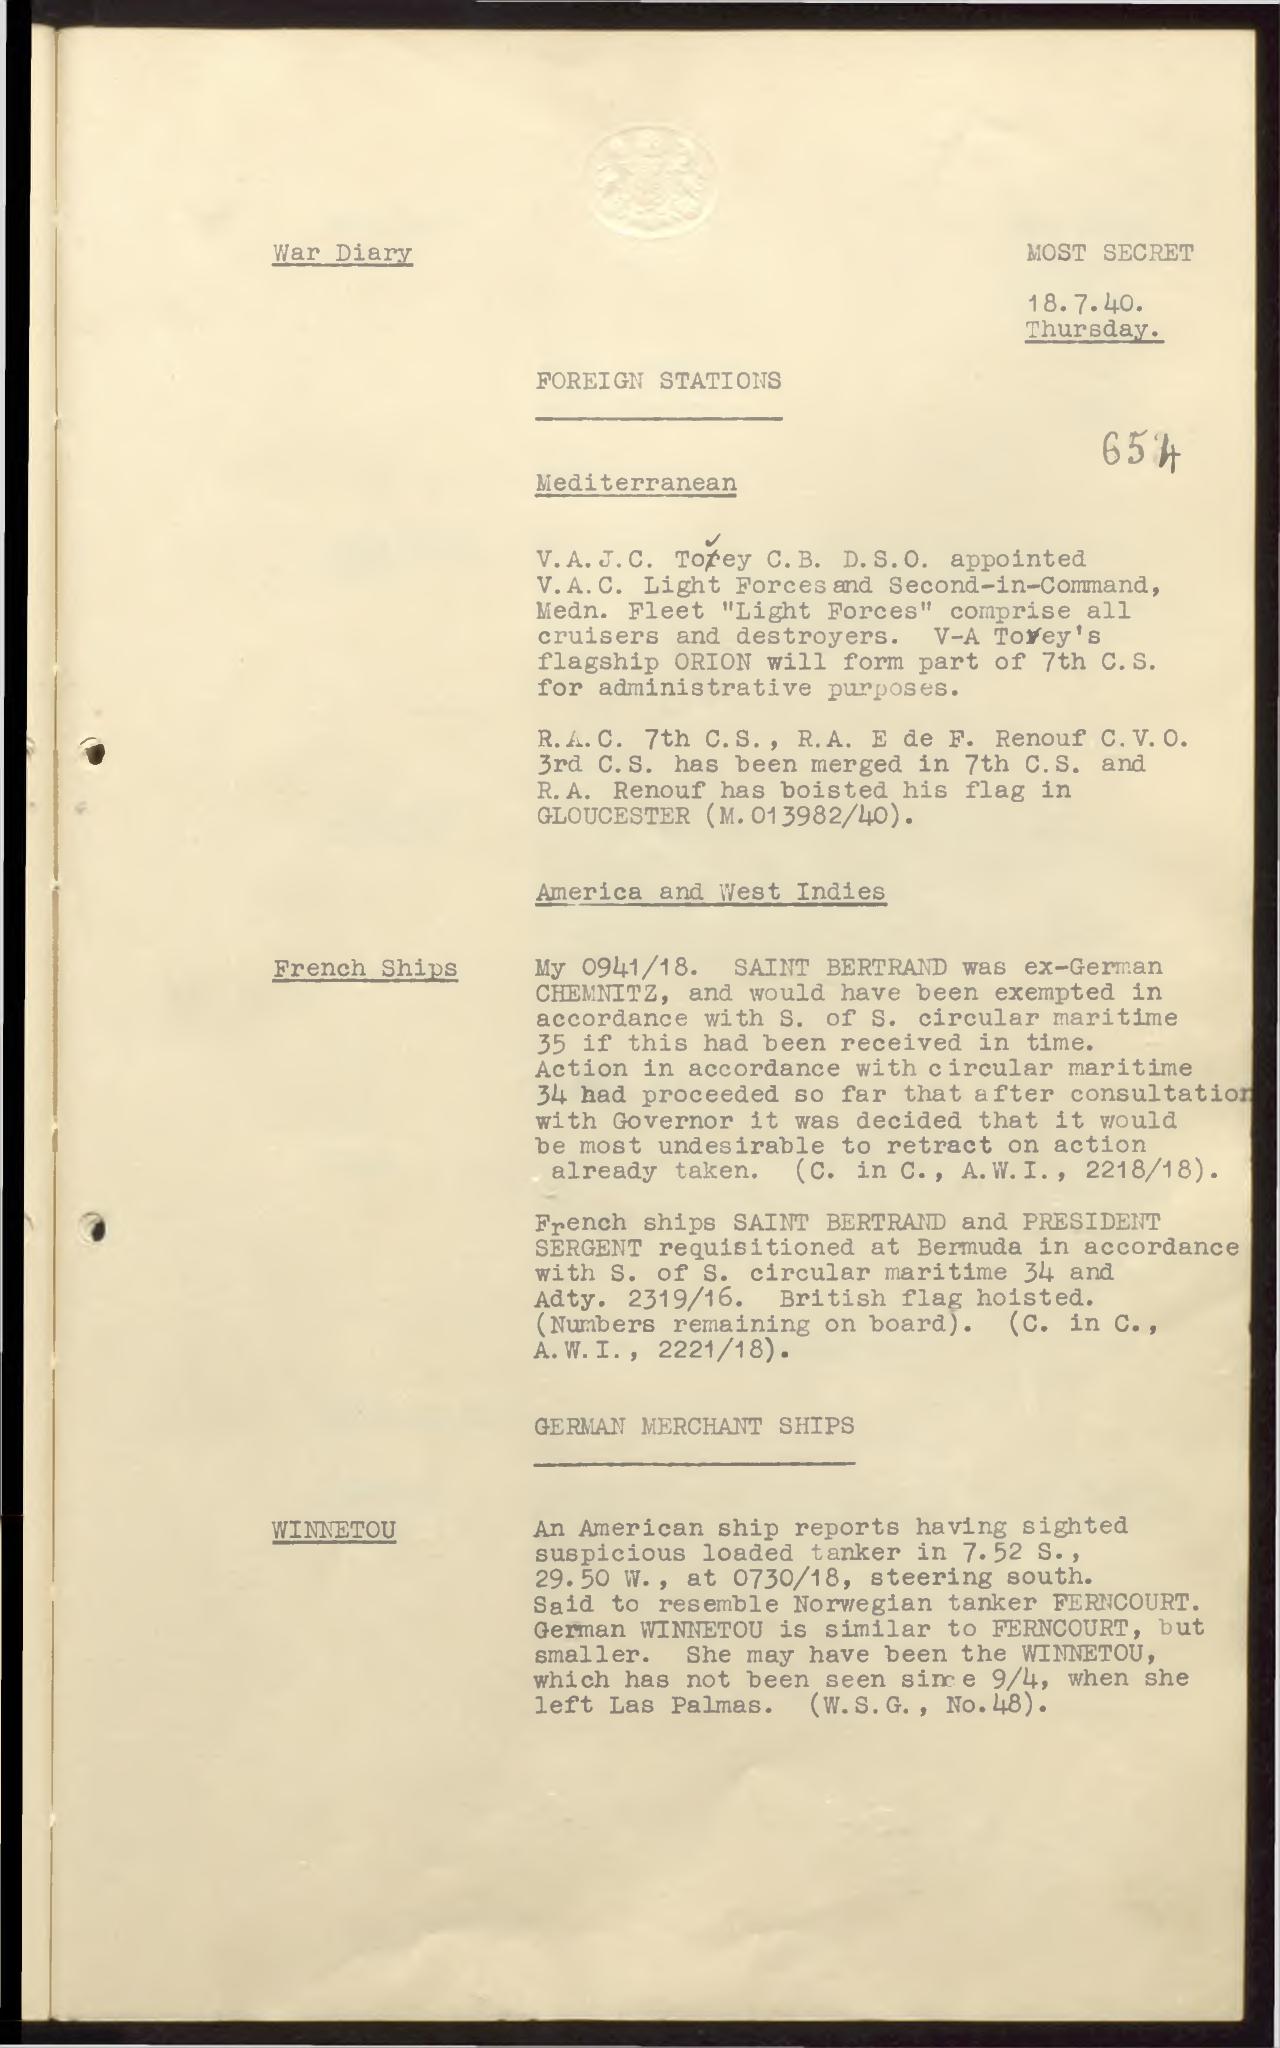 War Diary
MOST SECRET
18.7.40.
Thursday.
FOREIGN STATIONS
654
Mediterranean
V.A.J.C. Tovey C.B. D.S.O. appointed
V.A.C. Light Forces and Second-in-Command,
Medn. Fleet "Light Forces" comprise all
cruisers and destroyers. V-A Tovey's
flagship ORION will form part of 7th C.S.
for administrative purposes.
R.A.C. 7th C.S., R.A. E de F. Renouf C.V.O.
3rd C.S. has been merged in 7th C.S. and
R.A. Renouf has boisted his flag in
GLOUCESTER (M.013982/40).
America and West Indies
French Ships
My 0941/18. SAINT BERTRAND was ex-German
CHEMNITZ, and would have been exempted in
accordance with S. of S. circular maritime
35 if this had been received in time.
Action in accordance with circular maritime
34 had proceeded so far that after consultation
with Governor it was decided that it would
be most undesirable to retract on action
already taken. (C. in C., A.W.I., 2218/18).
French ships SAINT BERTRAND and PRESIDENT
SERGENT requisitioned at Bermuda in accordance
with S. of S. circular maritime 34 and
Adty. 2319/16. British flag hoisted.
(Numbers remaining on board). (C. in C.,
A.W.I., 2221/18).
GERMAN MERCHANT SHIPS
WINNETOU
An American ship reports having sighted
suspicious loaded tanker in 7.52 S.,
29.50 W., at 0730/18, steering south.
Said to resemble Norwegian tanker FERNCOURT.
German WINNETOU is similar to FERNCOURT, but
smaller. She may have been the WINNETOU,
which has not been seen since 9/4, when she
left Las Palmas. (W.S.G., No.48).